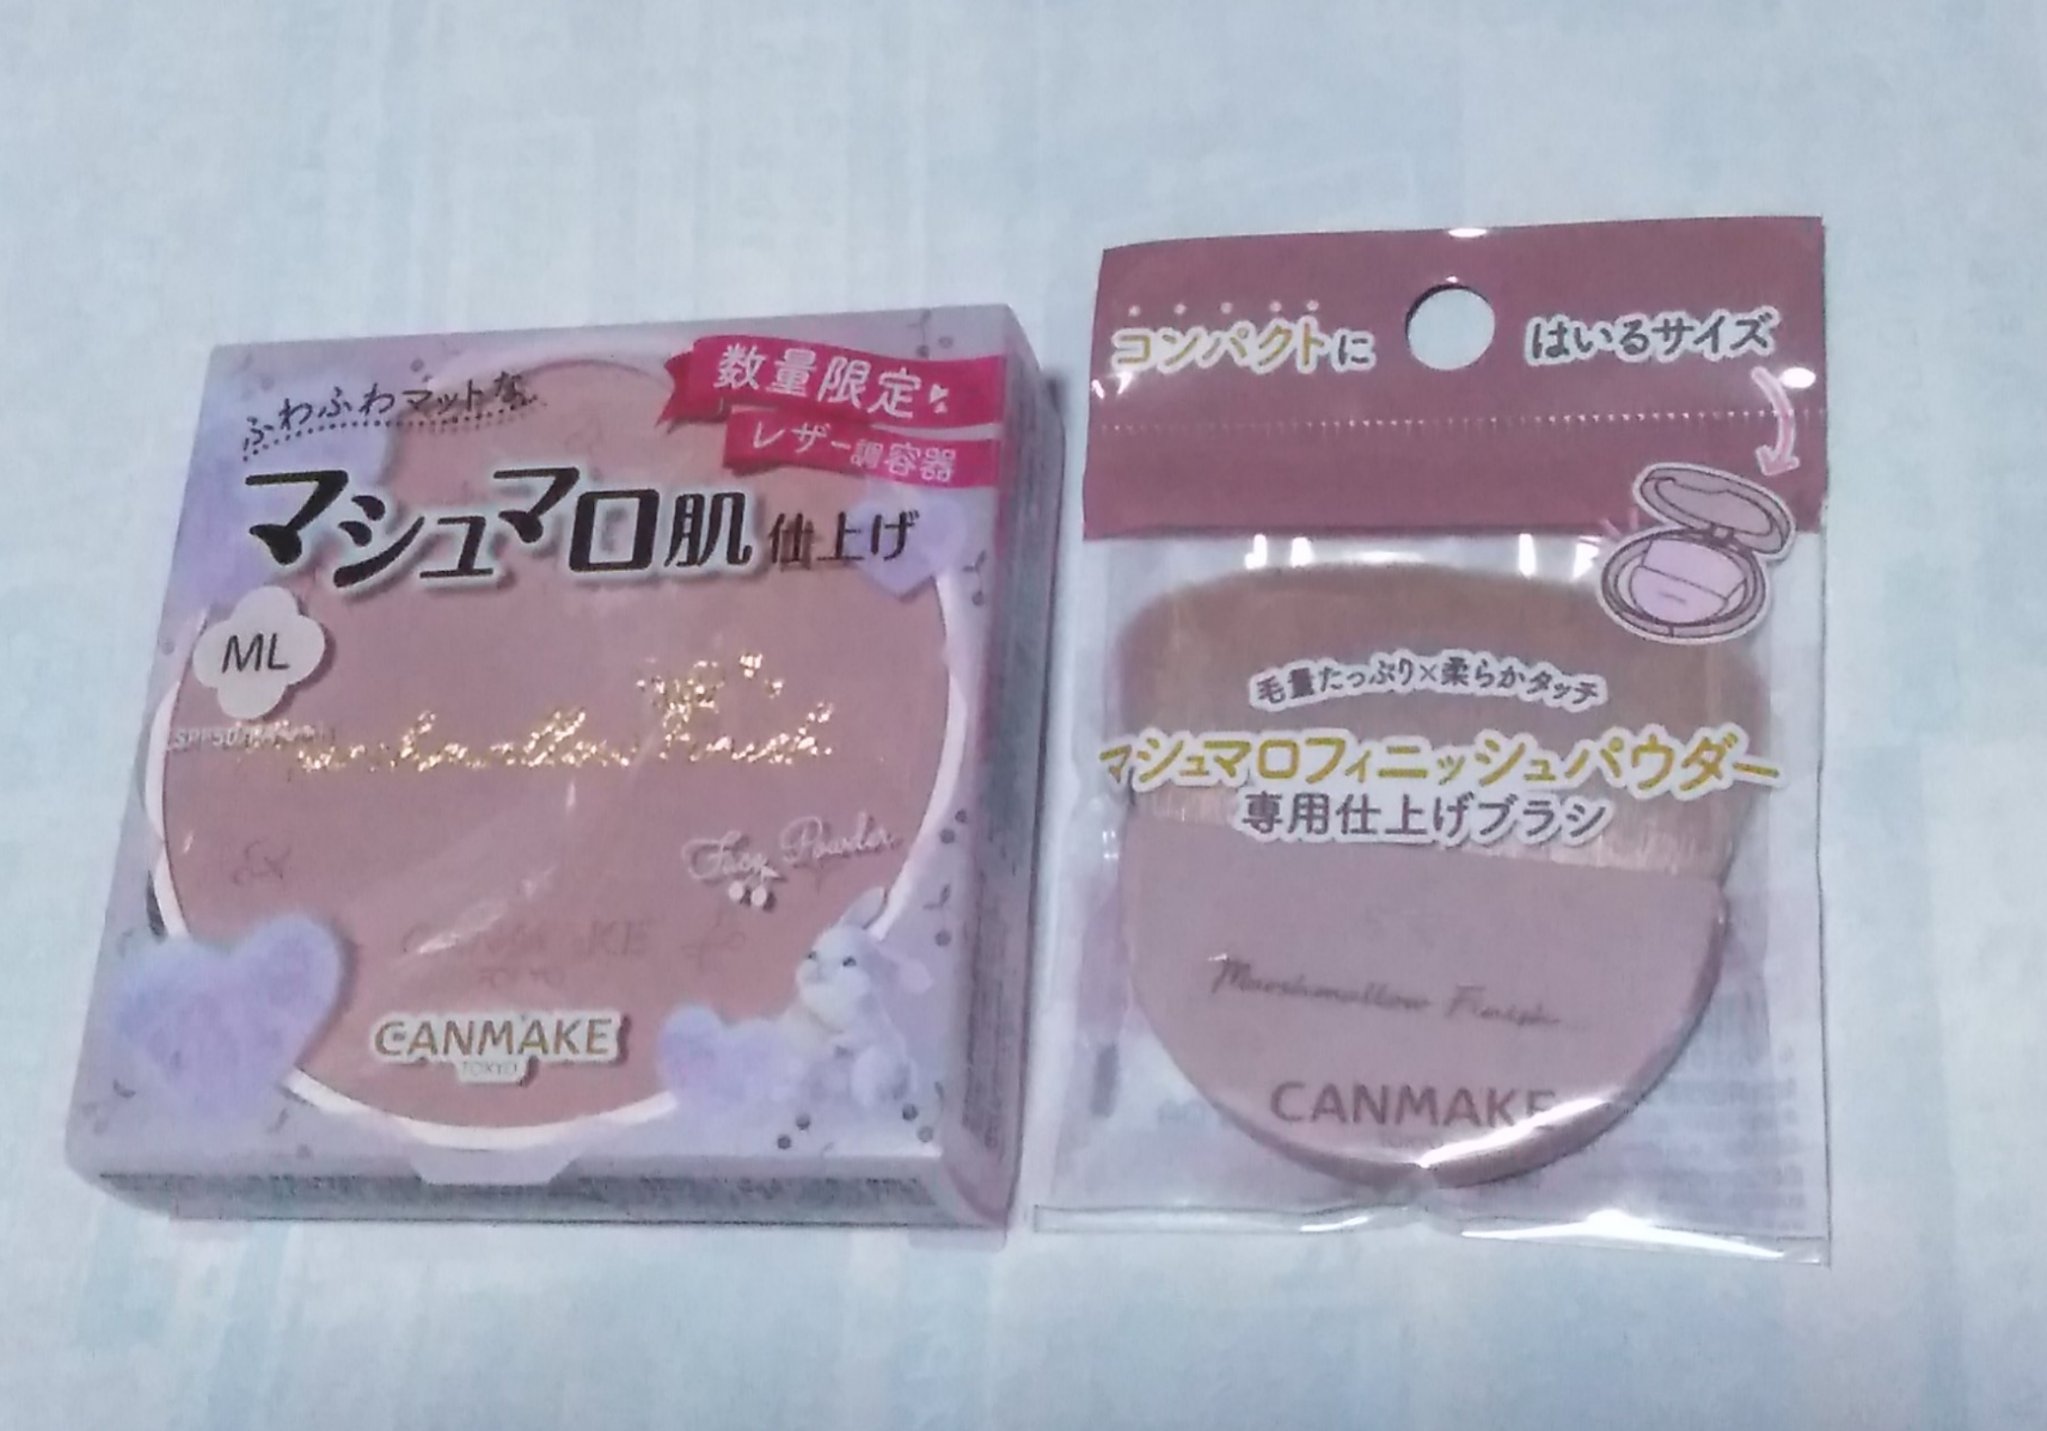 数量限定
レザー調容器
ふわふわマットな
マシュマロ肌 仕上げ
ML
Marshmallow Finish
Face Powder
CANMAKE
TOKYO
コンパクトに はいるサイズ
毛量たっぷり×柔らかタッチ
マシュマロフィニッシュパウダー
専用仕上げブラシ
Marshmallow Finish
CANMAKE